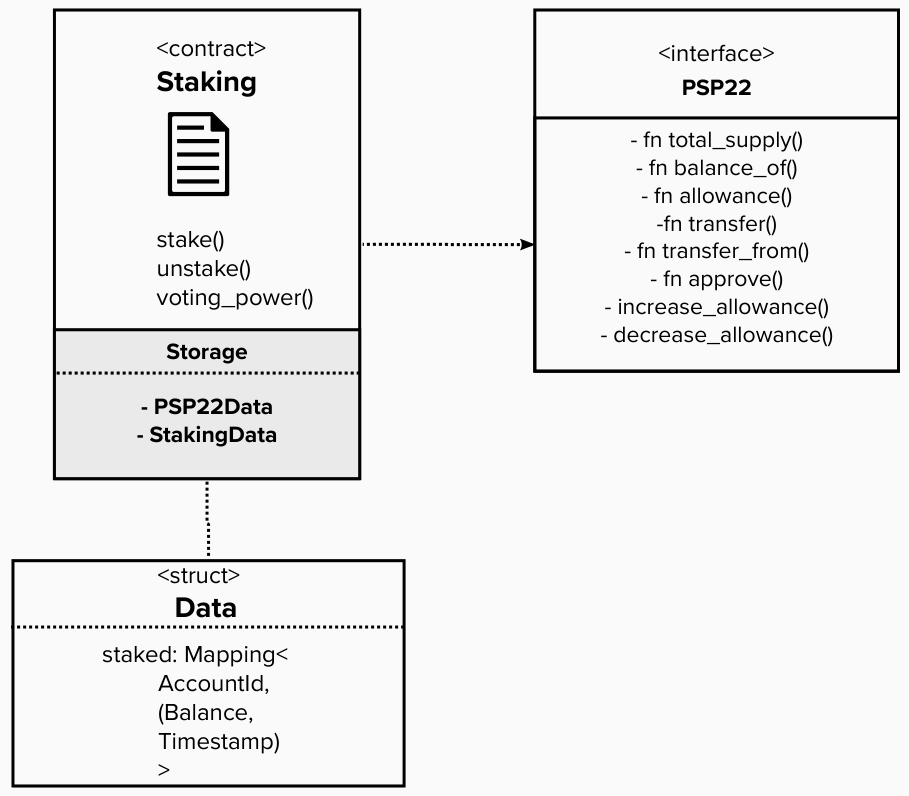 <contract>
Staking
stake()
unstake()
voting_power()
Storage
- PSP22Data
- StakingData
<interface>
PSP22
- fn total_supply()
- fn balance_of()
- fn allowance()
-fn transfer()
- fn transfer_from()
- fn approve()
- increase_allowance()
- decrease_allowance()
<struct>
Data
staked: Mapping<
AccountId,
(Balance,
Timestamp)
>